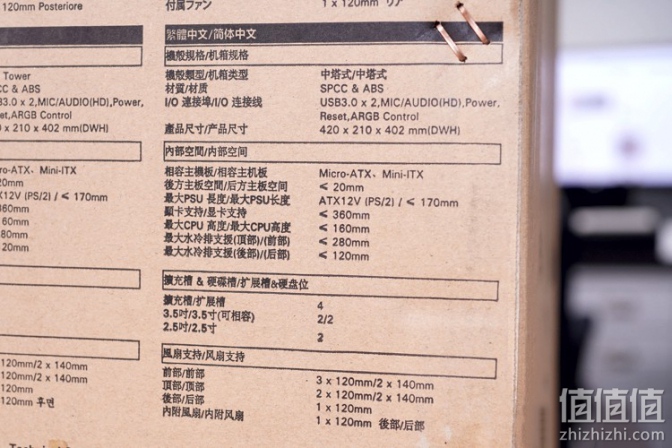 120mm Posteriore
付属ファン
1 x 120mm リア
繁體中文/简体中文
機殼规格/机箱规格
Tower
機殼類型/机箱类型 中塔式/中塔式
SPCC & ABS
材質/材质 SPCC & ABS
USB3.0 x 2,MIC/AUDIO(HD),Power,
I/O 連接埠/I/O 连接线 USB3.0 x 2,MIC/AUDIO(HD),Power,
Reset,ARGB Control
Reset,ARGB Control
x 210 x 402 mm(DWH)
產品尺寸/产品尺寸 420 x 210 x 402 mm(DWH)
內部空間/内部空间
Micro-ATX、Mini-ITX
相容主機板/相容主机板 Micro-ATX、Mini-ITX
20mm
後方主板空間/后方主板空间 ≤ 20mm
ATX12V (PS/2) / ≤ 170mm
最大PSU 長度/最大PSU长度 ATX12V (PS/2) / ≤ 170mm
360mm
顯卡支持/显卡支持 ≤ 360mm
160mm
最大CPU 高度/最大CPU高度 ≤ 160mm
280mm
最大水冷排支援(頂部)/(前部) ≤ 280mm
120mm
最大水冷排支援(後部)/(后部) ≤ 120mm
擴充槽 & 硬碟槽/扩展槽&硬盘位
擴充槽/扩展槽 4
3.5吋/3.5寸(可相容) 2/2
2.5吋/2.5寸 2
風扇支持/风扇支持
120mm/2 x 140mm
前部/前部 3 x 120mm/2 x 140mm
120mm/2 x 140mm
頂部/顶部 2 x 120mm/2 x 140mm
120mm
後部/后部 1 x 120mm
120mm 후면
內附風扇/内附风扇 1 x 120mm 後部/后部
值值值
zhizhizhi.com